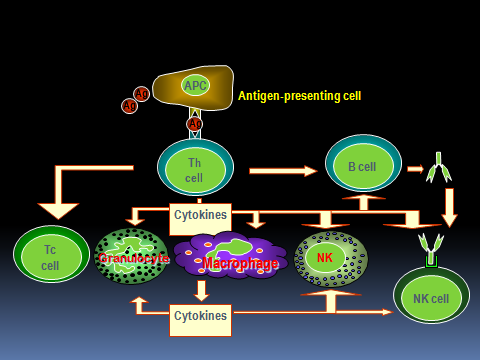 APC
Ag
Ag
Antigen-presenting cell
Ag
Th
cell
B cell
Cytokines
Tc
cell
Granulocyte
Macrophage
NK
NK cell
Cytokines